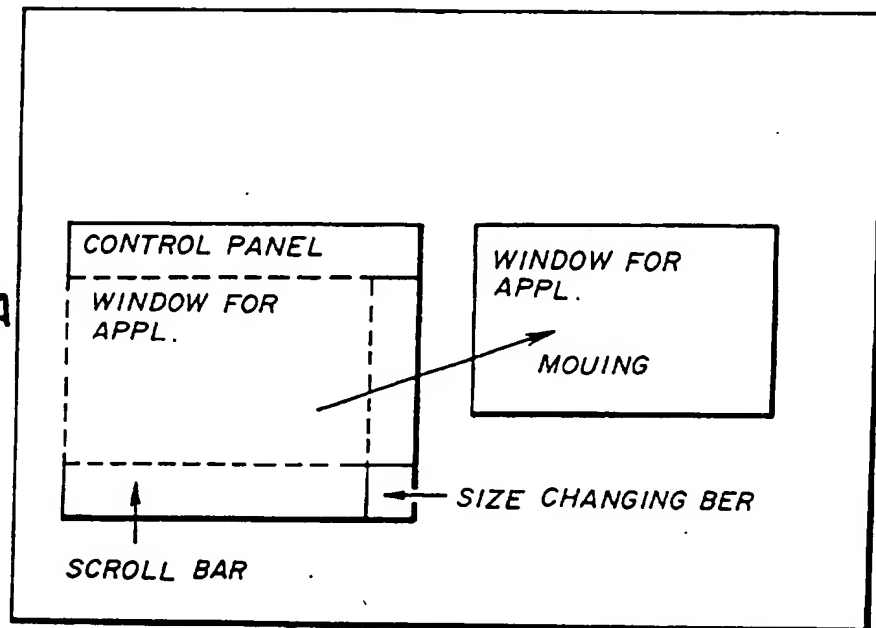 CONTROL PANEL
WINDOW FOR
APPL.
WINDOW FOR
APPL.
MOUING
SIZE CHANGING BER
SCROLL BAR